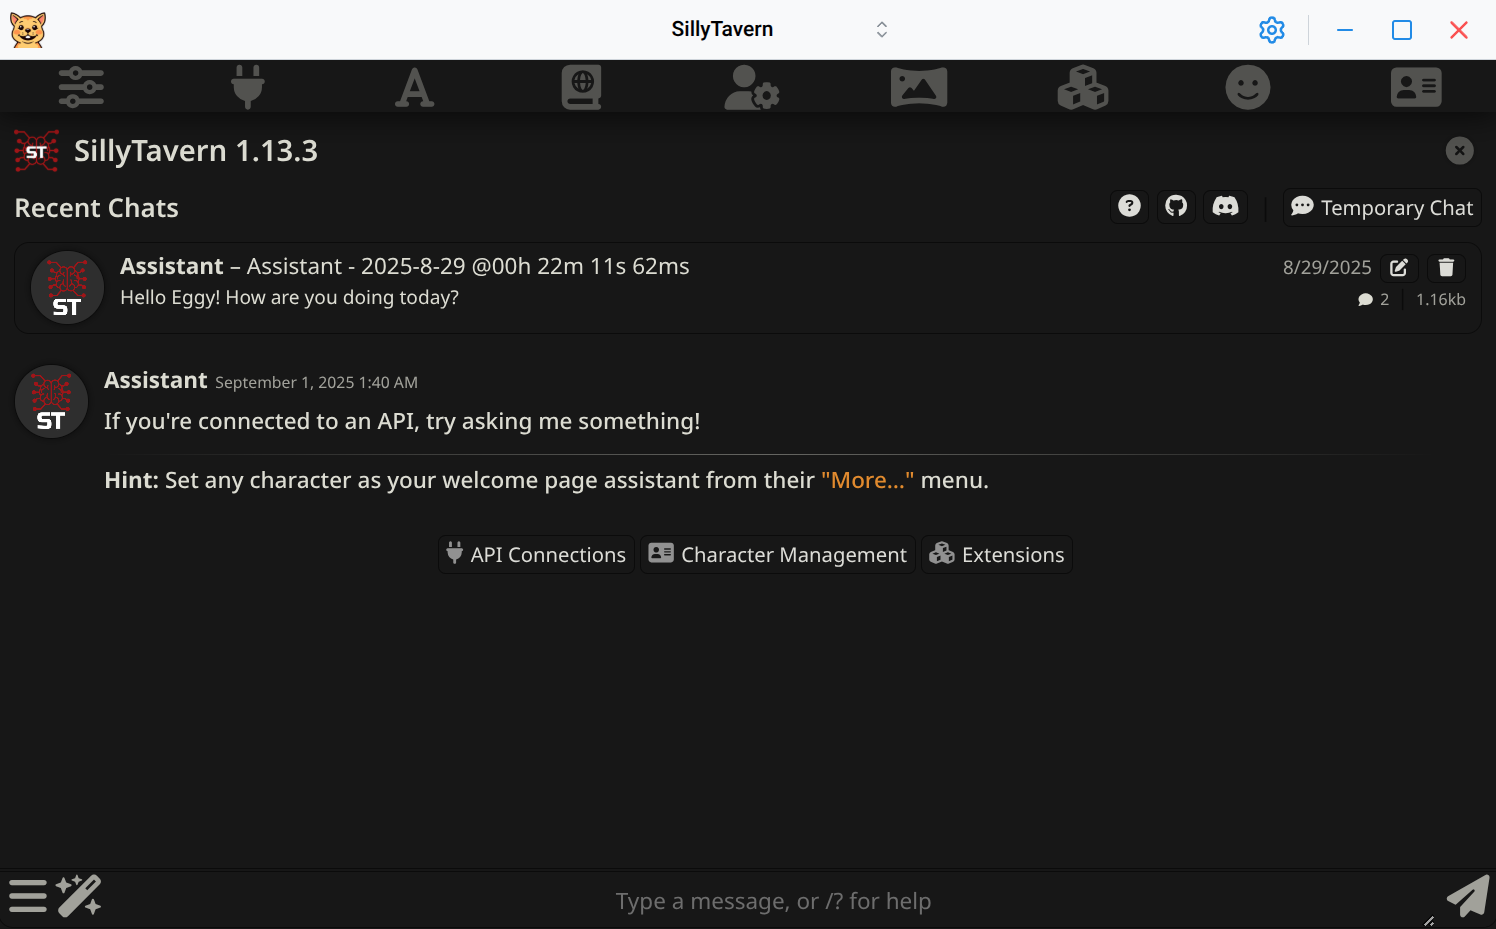 SillyTavern
ST
SillyTavern 1.13.3
Recent Chats
Temporary Chat
ST
Assistant – Assistant - 2025-8-29 @00h 22m 11s 62ms
8/29/2025
Hello Eggy! How are you doing today?
2
1.16kb
ST
Assistant September 1, 2025 1:40 AM
If you're connected to an API, try asking me something!
Hint: Set any character as your welcome page assistant from their "More..." menu.
API Connections
Character Management
Extensions
Type a message, or /? for help